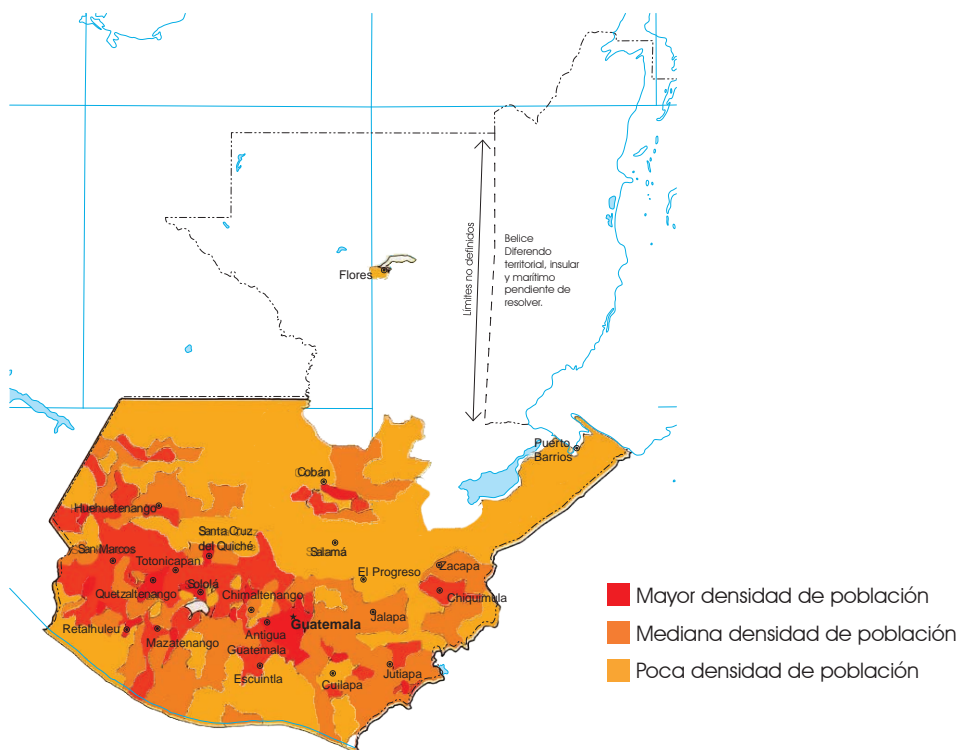 Límites no definidos
Belice
Diferendo
territorial, insular
y marítimo
pendiente de
resolver.
Flores
Puerto
Barrios
Cobán
Huehuetenango
Santa Cruz
del Quiché
San Marcos
Salamá
Totonicapan
El Progreso
Zacapa
Quetzaltenango
Sololá
Chimaltenango
Chiquimula
Retalhuleu
Guatemala
Jalapa
Mazatenango
Antigua
Guatemala
Escuintla
Cuilapa
Jutiapa
Mayor densidad de población
Mediana densidad de población
Poca densidad de población